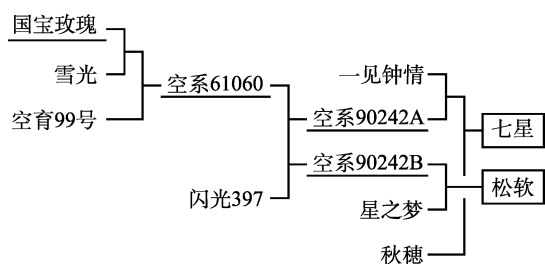 国宝玫瑰
雪光
空育99号
空系61060
闪光397
一见钟情
空系90242A
空系90242B
星之梦
秋穗
七星
松软